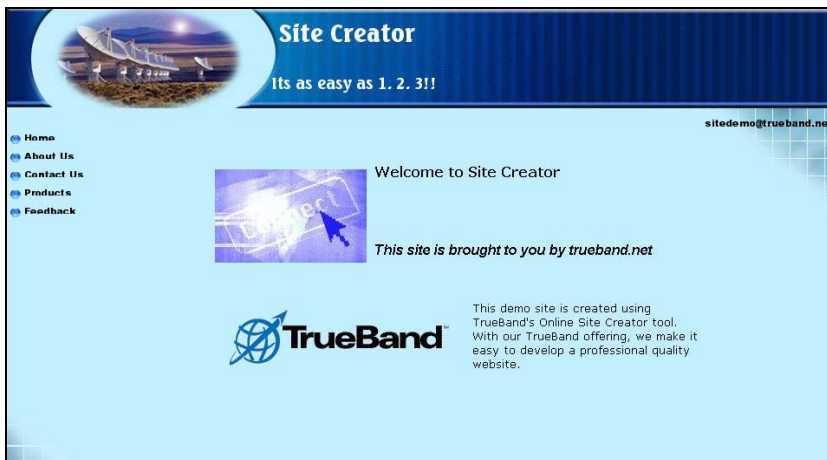 Site Creator
Its as easy as 1. 2. 3!!
sitedemo@trueband.ne
Home
About Us
Contact Us
Products
Feedback
Connect
Welcome to Site Creator
This site is brought to you by trueband.net
TrueBand
This demo site is created using
TrueBand's Online Site Creator tool.
With our TrueBand offering, we make it
easy to develop a professional quality
website.